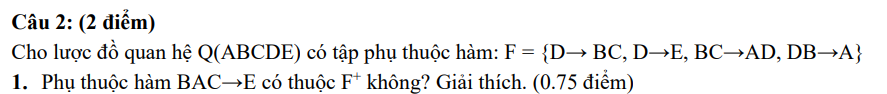 Câu 2: (2 điểm)
Cho lược đồ quan hệ Q(ABCDE) có tập phụ thuộc hàm: F = {D→ BC, D→E, BC→AD, DB→A}
1. Phụ thuộc hàm BAC→E có thuộc F⁺ không? Giải thích. (0.75 điểm)